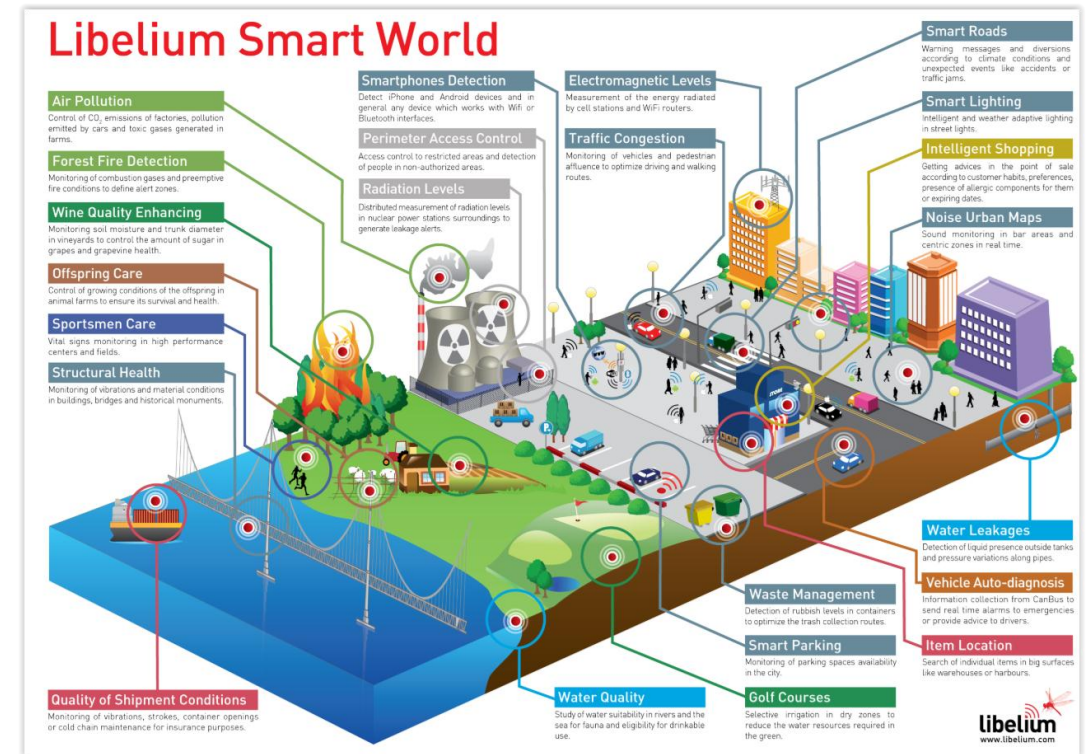 Libelium Smart World
Air Pollution
Control of CO₂ emissions of factories, pollution
emitted by cars and toxic gases generated in
farms.
Forest Fire Detection
Monitoring of combustion gases and preemptive
fire conditions to define alert zones.
Wine Quality Enhancing
Monitoring soil moisture and trunk diameter
in vineyards to control the amount of sugar in
grapes and grapevine health.
Offspring Care
Control of growing conditions of the offspring in
animal farms to ensure its survival and health.
Sportsmen Care
Vital signs monitoring in high performance
centers and fields.
Structural Health
Monitoring of vibrations and material conditions
in buildings, bridges and historical monuments.
Quality of Shipment Conditions
Monitoring of vibrations, strokes, container openings
or cold chain maintenance for insurance purposes.
Smartphones Detection
Detect iPhone and Android devices and in
general any device which works with Wifi or
Bluetooth interfaces.
Perimeter Access Control
Access control to restricted areas and detection
of people in non-authorized areas.
Radiation Levels
Distributed measurement of radiation levels
in nuclear power stations surroundings to
generate leakage alerts.
Electromagnetic Levels
Measurement of the energy radiated
by cell stations and WiFi routers.
Traffic Congestion
Monitoring of vehicles and pedestrian
affluence to optimize driving and walking
routes.
Smart Roads
Warning messages and diversions
according to climate conditions and
unexpected events like accidents or
traffic jams.
Smart Lighting
Intelligent and weather adaptive lighting
in street lights.
Intelligent Shopping
Getting advices in the point of sale
according to customer habits, preferences,
presence of allergic components for them
or expiring dates.
Noise Urban Maps
Sound monitoring in bar areas and
centric zones in real time.
Water Leakages
Detection of liquid presence outside tanks
and pressure variations along pipes.
Vehicle Auto-diagnosis
Information collection from CanBus to
send real time alarms to emergencies
or provide advice to drivers.
Item Location
Search of individual items in big surfaces
like warehouses or harbours.
Waste Management
Detection of rubbish levels in containers
to optimize the trash collection routes.
Smart Parking
Monitoring of parking spaces availability
in the city.
Golf Courses
Selective irrigation in dry zones to
reduce the water resources required in
the green.
Water Quality
Study of water suitability in rivers and the
sea for fauna and eligibility for drinkable
use.
P
libelium
www.libelium.com